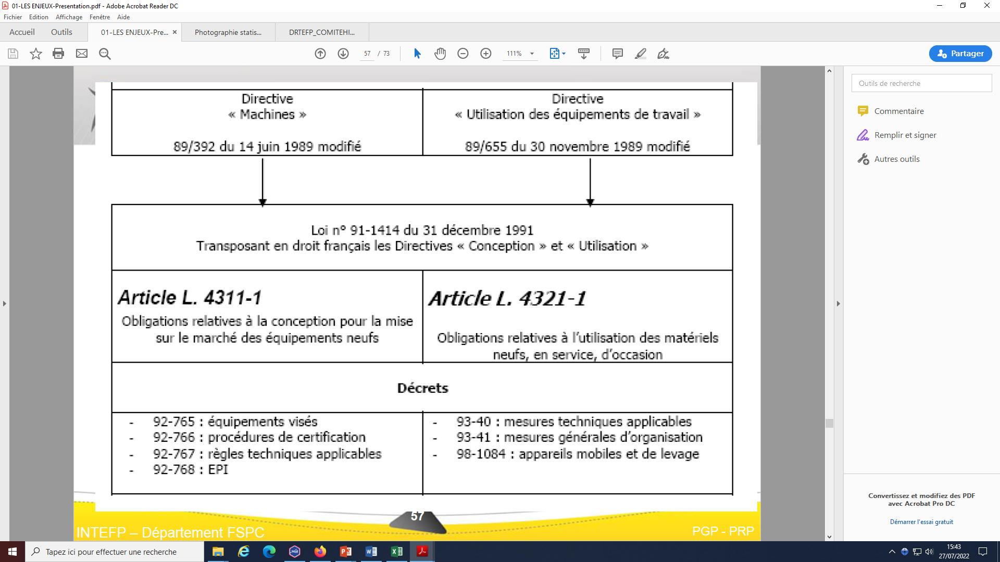 01-LES ENJEUX-Presentation.pdf - Adobe Acrobat Reader DC
Fichier Edition Affichage Fenêtre Aide
Accueil Outils 01-LES ENJEUX-Pre... × Photographie statis... DRTEFP_COMITEHI...
57 / 73 111% Partager
Outils de recherche
Commentaire
Remplir et signer
Autres outils
Directive
« Machines »
89/392 du 14 juin 1989 modifié
Directive
« Utilisation des équipements de travail »
89/655 du 30 novembre 1989 modifié
Loi n° 91-1414 du 31 décembre 1991
Transposant en droit français les Directives « Conception » et « Utilisation »
Article L. 4311-1
Obligations relatives à la conception pour la mise
sur le marché des équipements neufs
Article L. 4321-1
Obligations relatives à l'utilisation des matériels
neufs, en service, d'occasion
Décrets
- 92-765 : équipements visés
- 92-766 : procédures de certification
- 92-767 : règles techniques applicables
- 92-768 : EPI
- 93-40 : mesures techniques applicables
- 93-41 : mesures générales d'organisation
- 98-1084 : appareils mobiles et de levage
57
INTEFP – Département FSPC
PGP - PRP
Convertissez et modifiez des PDF
avec Acrobat Pro DC
Démarrer l'essai gratuit
Tapez ici pour effectuer une recherche
15:43
27/07/2022